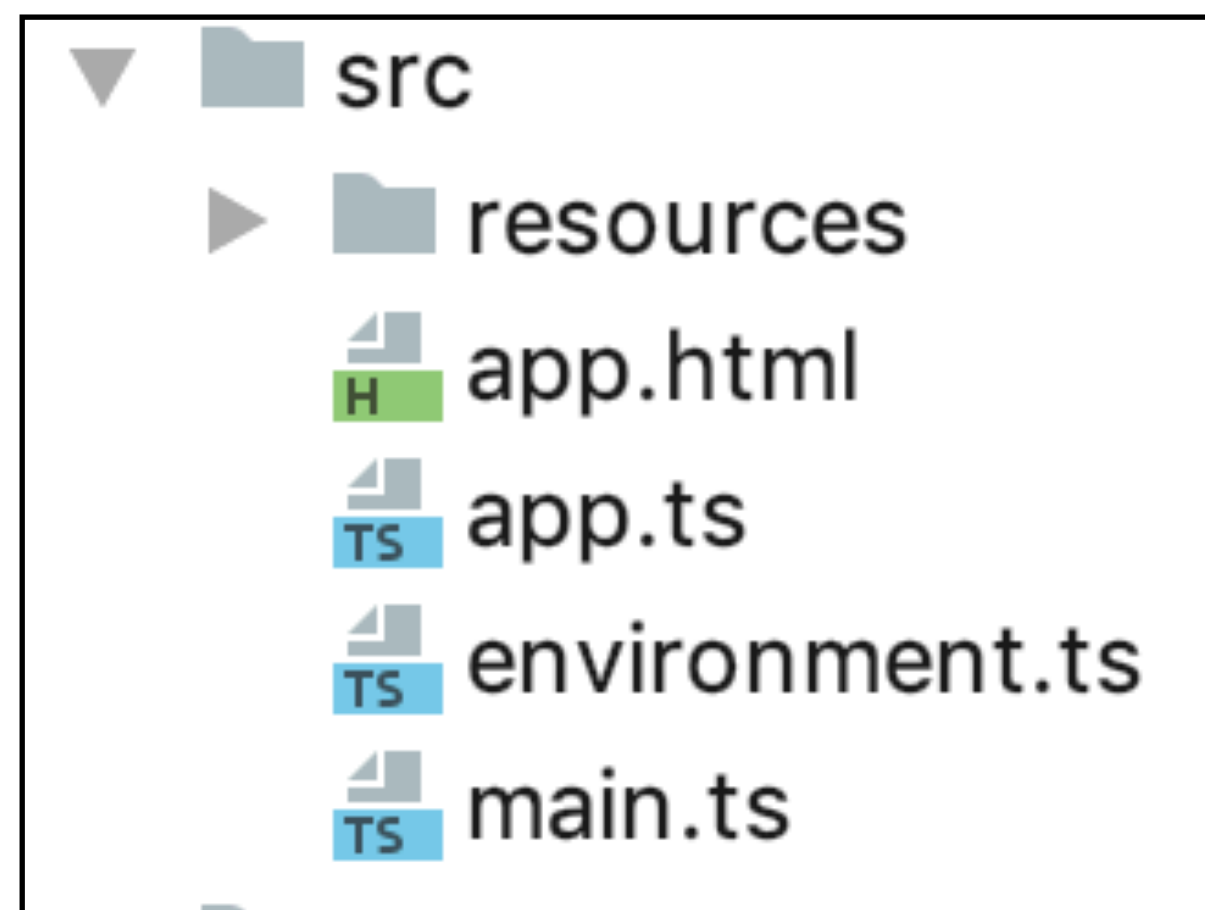 src
resources
H app.html
TS app.ts
TS environment.ts
TS main.ts